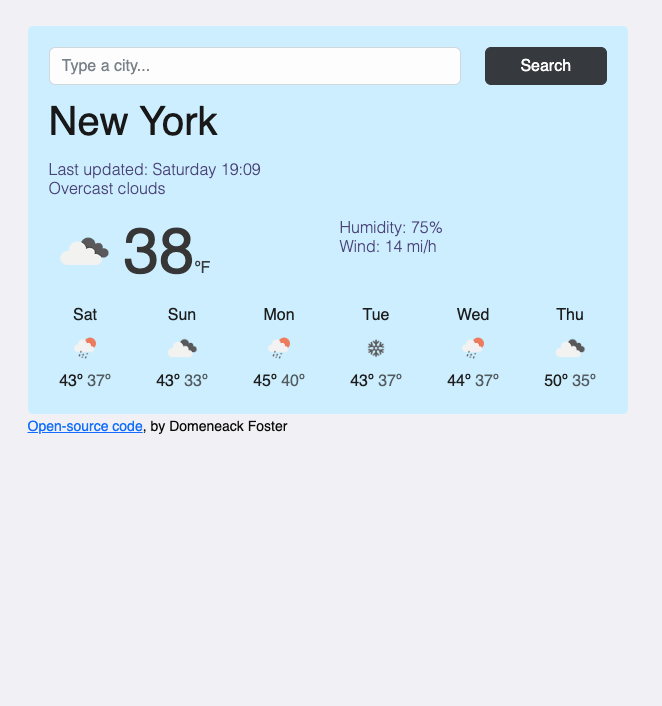 Type a city...
Search
New York
Last updated: Saturday 19:09
Overcast clouds
38°F
Humidity: 75%
Wind: 14 mi/h
Sat Sun Mon Tue Wed Thu
43° 37° 43° 33° 45° 40° 43° 37° 44° 37° 50° 35°
Open-source code, by Domeneack Foster